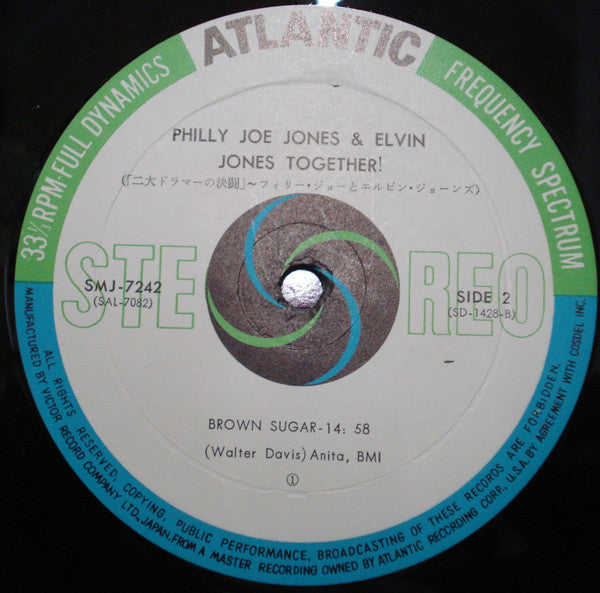 ATLANTIC
33⅓ RPM-FULL DYNAMICS
FREQUENCY SPECTRUM
PHILLY JOE JONES & ELVIN
JONES TOGETHER!
(「二大ドラマーの決闘」~フィリー・ジョーとエルビン・ジョーンズ)
STEREO
SMJ-7242
(SAL-7082)
SIDE 2
(SD-1428-B)
BROWN SUGAR-14: 58
(Walter Davis) Anita, BMI
①
ALL RIGHTS RESERVED. COPYING, PUBLIC PERFORMANCE, BROADCASTING OF THESE RECORDS ARE FORBIDDEN.
MANUFACTURED BY VICTOR RECORD COMPANY LTD., JAPAN. FROM A MASTER RECORDING OWNED BY ATLANTIC RECORDING CORP., U.S.A. BY AGREEMENT WITH COSDEL INC.